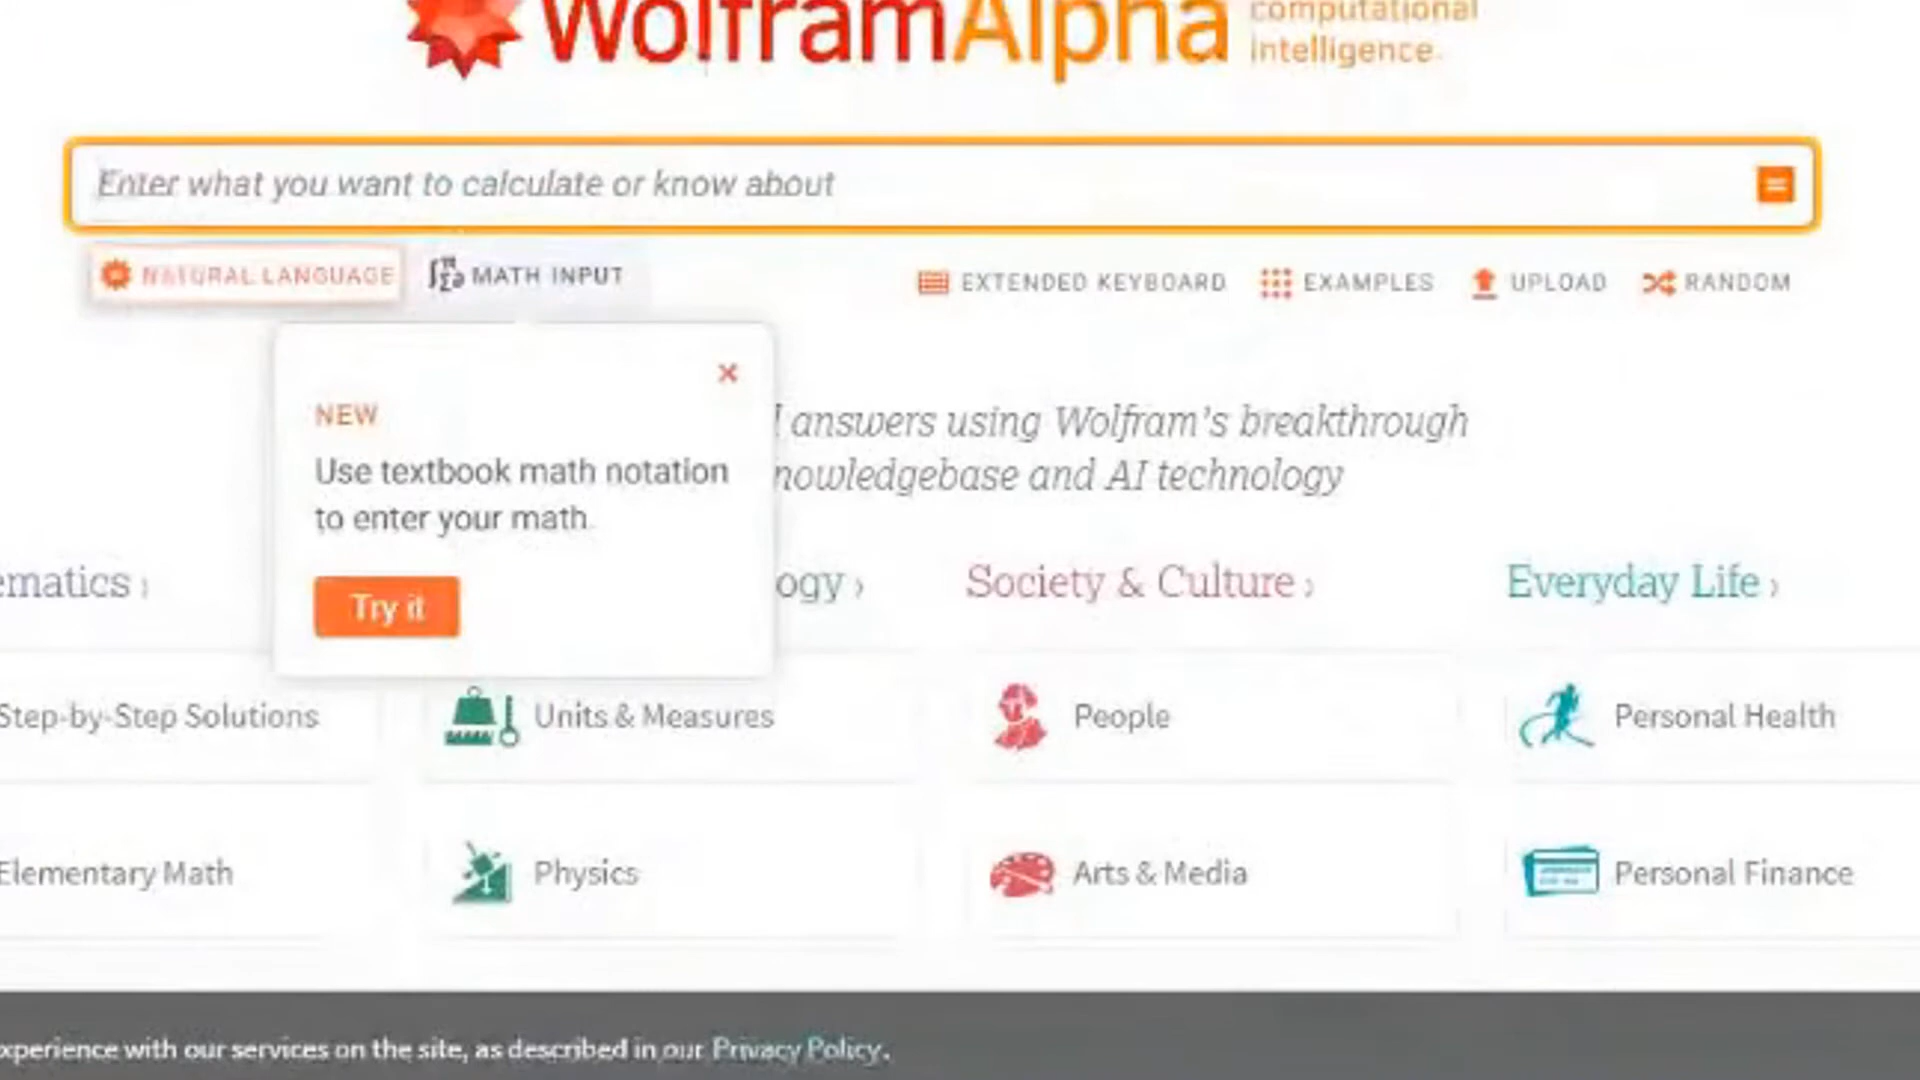 WolframAlpha computational
intelligence.
Enter what you want to calculate or know about
NATURAL LANGUAGE MATH INPUT EXTENDED KEYBOARD EXAMPLES UPLOAD RANDOM
NEW
Use textbook math notation
to enter your math.
Try it
answers using Wolfram's breakthrough
nowledgebase and AI technology
ematics › ogy › Society & Culture › Everyday Life ›
Step-by-Step Solutions Units & Measures People Personal Health
Elementary Math Physics Arts & Media Personal Finance
xperience with our services on the site, as described in our Privacy Policy.